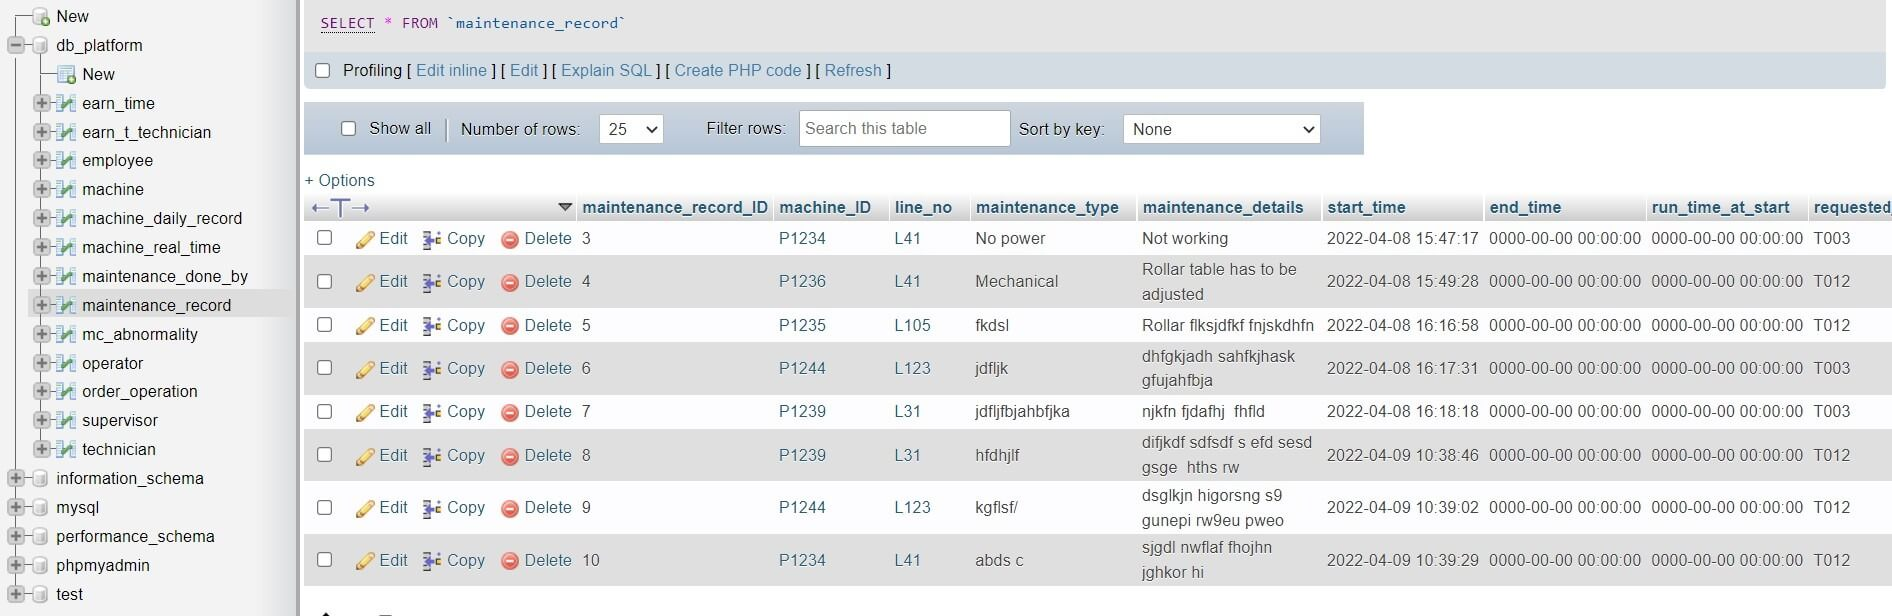 New
db_platform
New
earn_time
earn_t_technician
employee
machine
machine_daily_record
machine_real_time
maintenance_done_by
maintenance_record
mc_abnormality
operator
order_operation
supervisor
technician
information_schema
mysql
performance_schema
phpmyadmin
test
SELECT * FROM `maintenance_record`
Profiling [ Edit inline ] [ Edit ] [ Explain SQL ] [ Create PHP code ] [ Refresh ]
Show all Number of rows: 25 Filter rows: Search this table Sort by key: None
+ Options
maintenance_record_ID machine_ID line_no maintenance_type maintenance_details start_time end_time run_time_at_start requested_
Edit Copy Delete 3 P1234 L41 No power Not working 2022-04-08 15:47:17 0000-00-00 00:00:00 0000-00-00 00:00:00 T003
Edit Copy Delete 4 P1236 L41 Mechanical Rollar table has to be 2022-04-08 15:49:28 0000-00-00 00:00:00 0000-00-00 00:00:00 T012
adjusted
Edit Copy Delete 5 P1235 L105 fkdsl Rollar flksjdfkf fnjskdhfn 2022-04-08 16:16:58 0000-00-00 00:00:00 0000-00-00 00:00:00 T012
Edit Copy Delete 6 P1244 L123 jdfljk dhfgkjadh sahfkjhask 2022-04-08 16:17:31 0000-00-00 00:00:00 0000-00-00 00:00:00 T003
gfujahfbja
Edit Copy Delete 7 P1239 L31 jdfljfbjahbfjka njkfn fjdafhj fhfld 2022-04-08 16:18:18 0000-00-00 00:00:00 0000-00-00 00:00:00 T003
Edit Copy Delete 8 P1239 L31 hfdhjlf difjkdf sdfsdf s efd sesd 2022-04-09 10:38:46 0000-00-00 00:00:00 0000-00-00 00:00:00 T012
gsge hths rw
Edit Copy Delete 9 P1244 L123 kgflsf/ dsglkjn higorsng s9 2022-04-09 10:39:02 0000-00-00 00:00:00 0000-00-00 00:00:00 T012
gunepi rw9eu pweo
Edit Copy Delete 10 P1234 L41 abds c sjgdl nwflaf fhojhn 2022-04-09 10:39:29 0000-00-00 00:00:00 0000-00-00 00:00:00 T012
jghkor hi